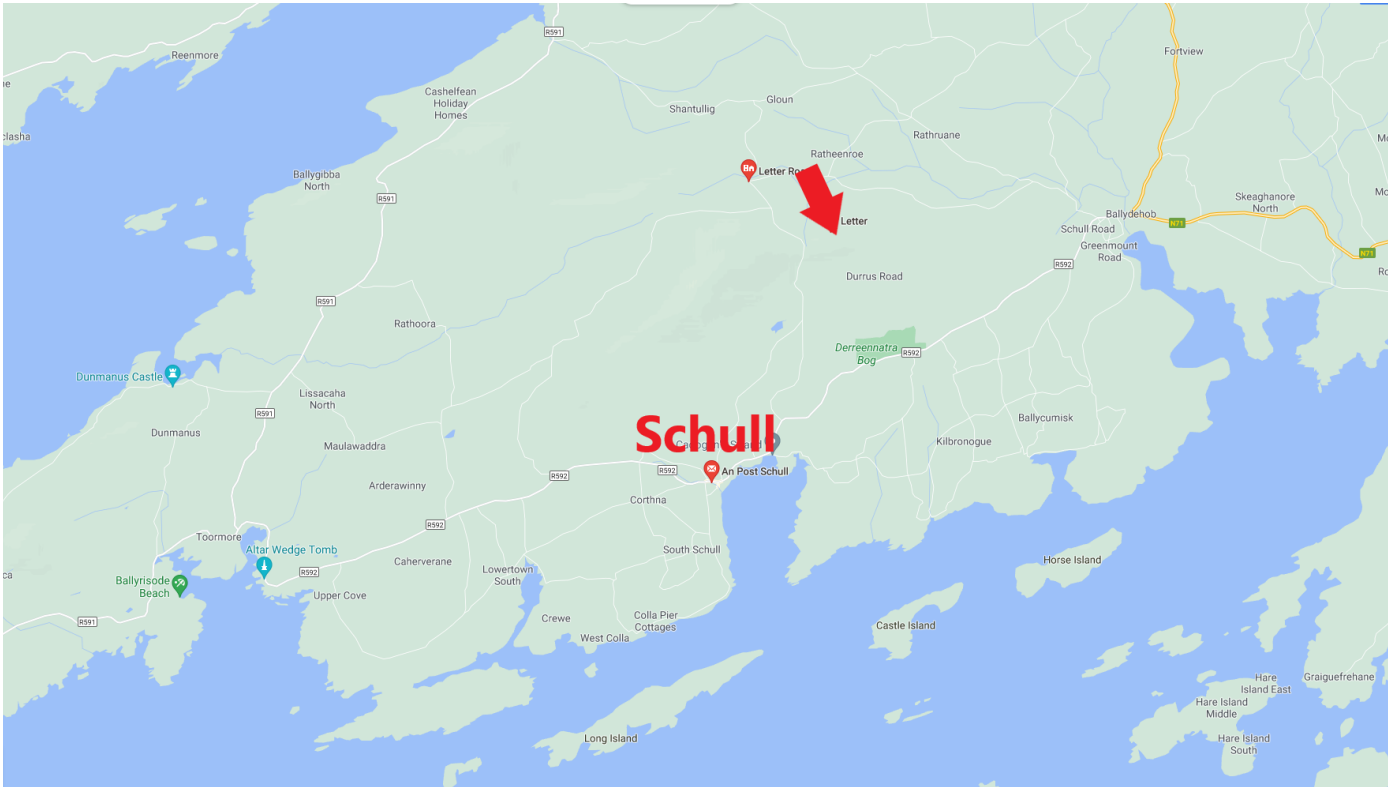 R591
Reenmore
Fortview
Cashelfean
Holiday
Homes
Gloun
Shantullig
Rathruane
Ratheenroe
Letter
Ballygibba
North
R591
Skeaghanore
North
Ballydehob
Letter
N71
Schull Road
Greenmount
Road
N71
R592
Durrus Road
R591
Rathoora
Derreennatra
Bog
R592
Dunmanus Castle
Lissacaha
North
R591
Ballycumisk
Dunmanus
Schull
Maulawaddra
Kilbronogue
R592
An Post Schull
R592
Arderawinny
Corthna
R592
Toormore
Altar Wedge Tomb
South Schull
Caherverane
Horse Island
R592
Lowertown
South
Ballyrisode
Beach
Upper Cove
R591
Crewe
Colla Pier
Cottages
West Colla
Castle Island
Hare
Island East
Graiguefrehane
Hare Island
Middle
Long Island
Hare Island
South